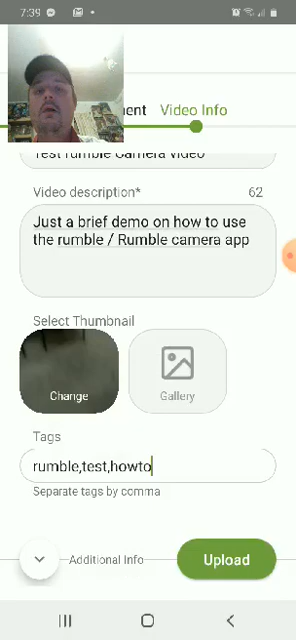 7:39
ment Video Info
Test rumble Camera video
Video description*
62
Just a brief demo on how to use
the rumble / Rumble camera app
Select Thumbnail
Change
Gallery
Tags
rumble,test,howto
Separate tags by comma
Additional Info
Upload